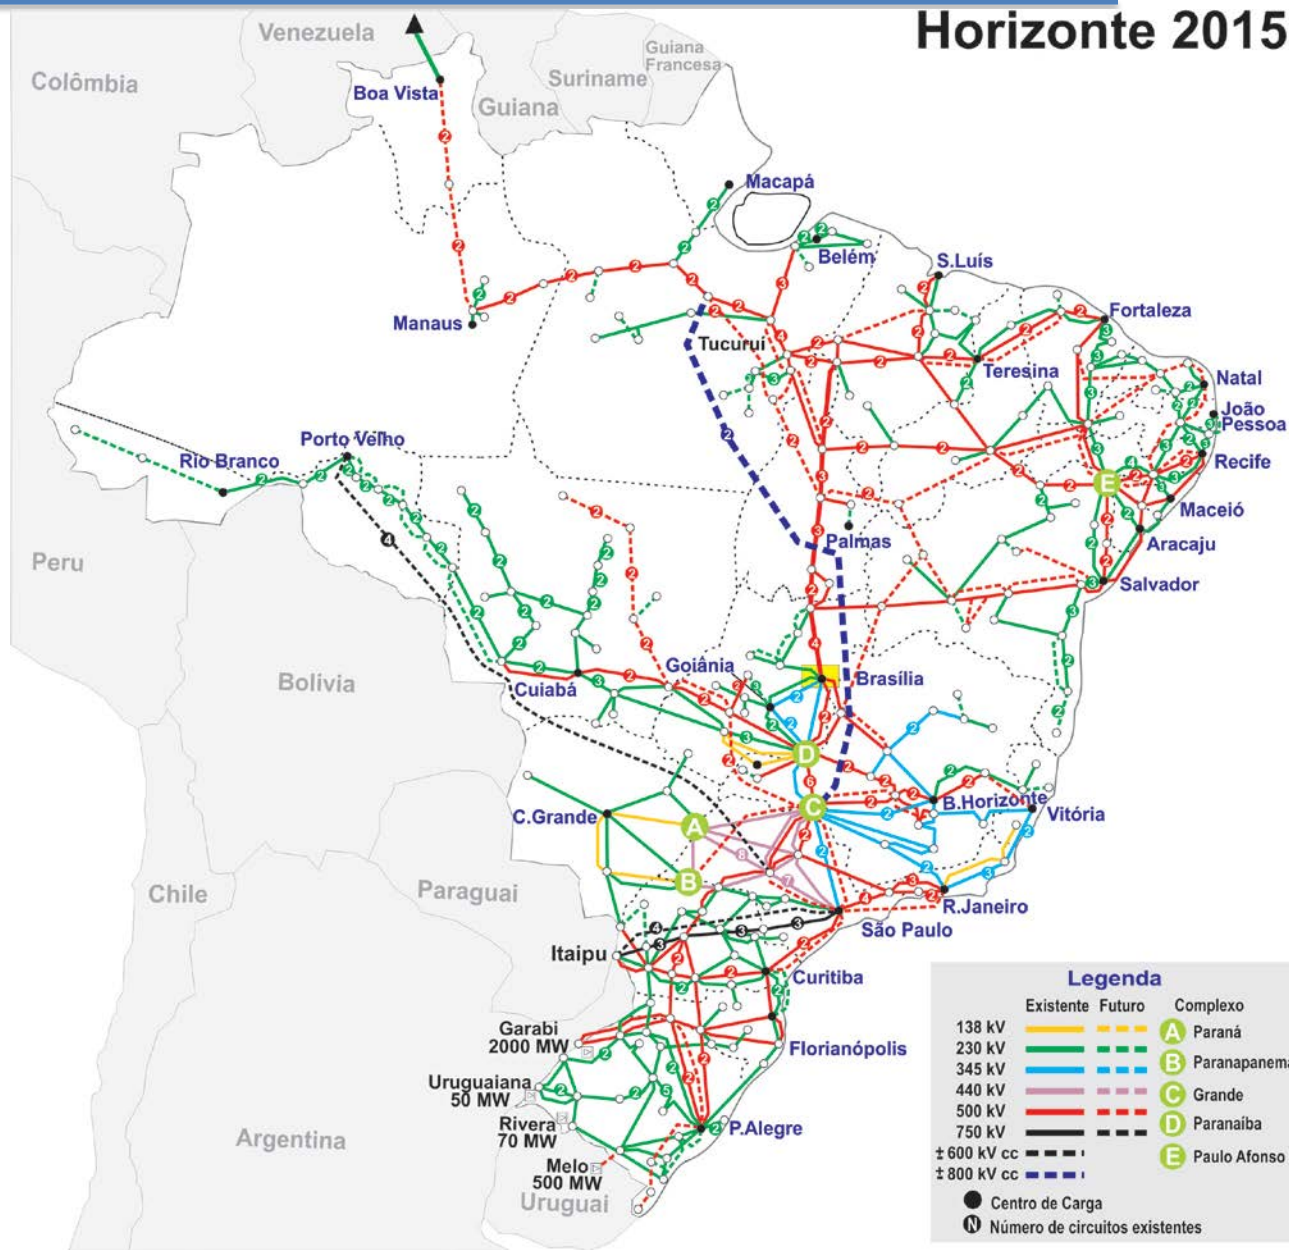 Horizonte 2015
Venezuela
Guiana
Francesa
Suriname
Colômbia
Boa Vista
Guiana
Macapá
Belém
S.Luís
Manaus
Fortaleza
Tucuruí
Teresina
Natal
João
Pessoa
Porto Velho
Rio Branco
Recife
E
Maceió
Palmas
Aracaju
Peru
Salvador
Goiânia
Brasília
Bolívia
Cuiabá
D
C
B.Horizonte
Vitória
C.Grande
A
B
Chile
Paraguai
R.Janeiro
São Paulo
Itaipu
Curitiba
Garabi
2000 MW
Florianópolis
Uruguaiana
50 MW
Rivera
70 MW
P.Alegre
Argentina
Melo
500 MW
Uruguai
Legenda
Existente Futuro Complexo
138 kV A Paraná
230 kV
345 kV B Paranapanema
440 kV C Grande
500 kV D Paranaíba
750 kV
± 600 kV cc E Paulo Afonso
± 800 kV cc
Centro de Carga
N Número de circuitos existentes